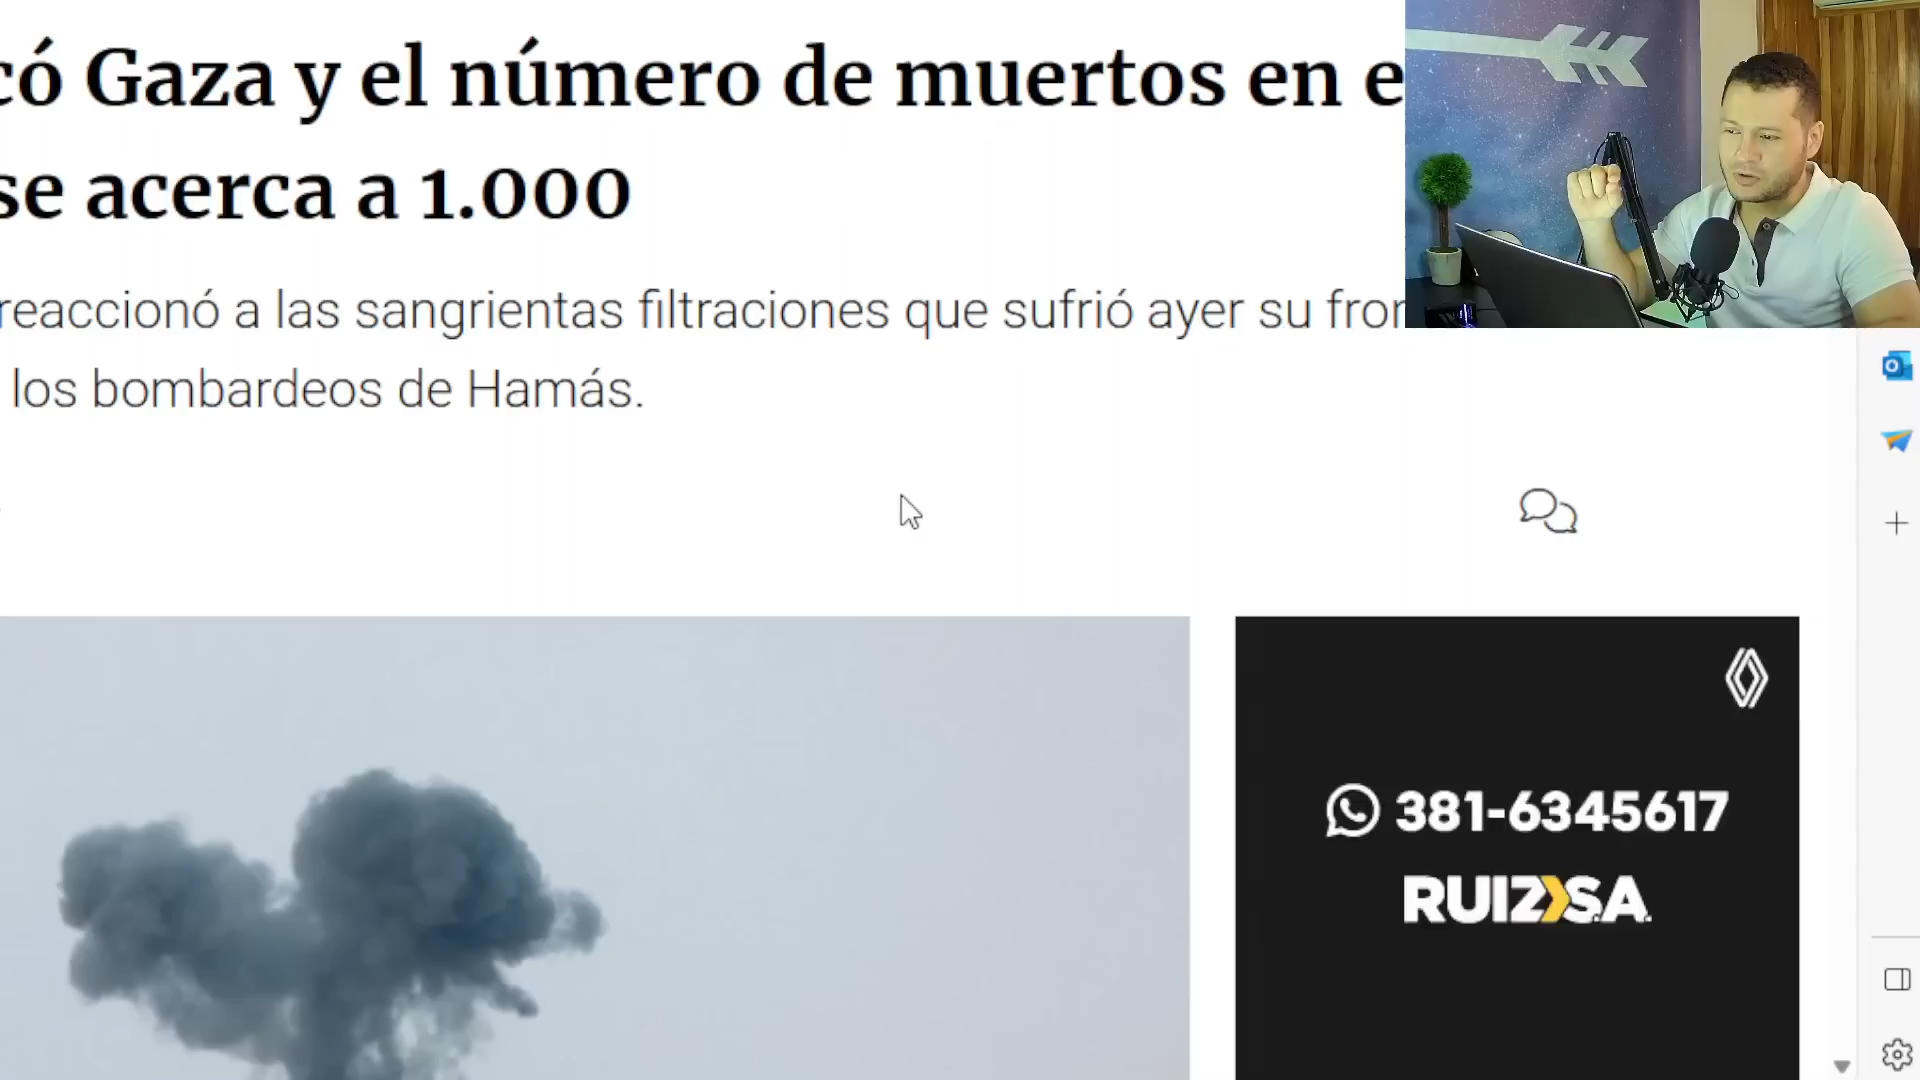 có Gaza y el número de muertos en e
se acerca a 1.000
reaccionó a las sangrientas filtraciones que sufrió ayer su fron
los bombardeos de Hamás.
381-6345617
RUIZ S.A.